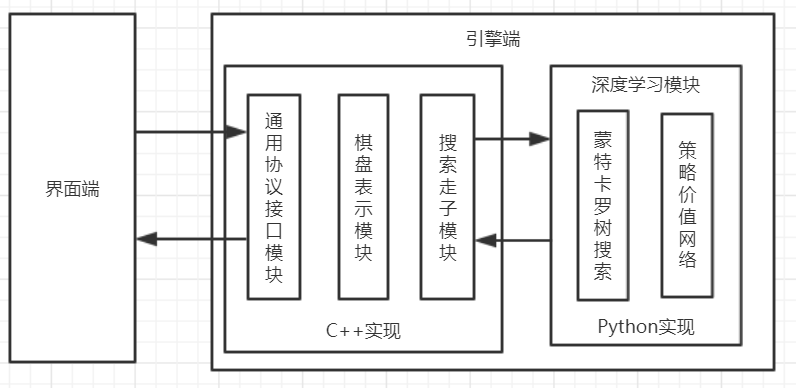 界面端
引擎端
通用协议接口模块
棋盘表示模块
搜索走子模块
C++实现
深度学习模块
蒙特卡罗树搜索
策略价值网络
Python实现